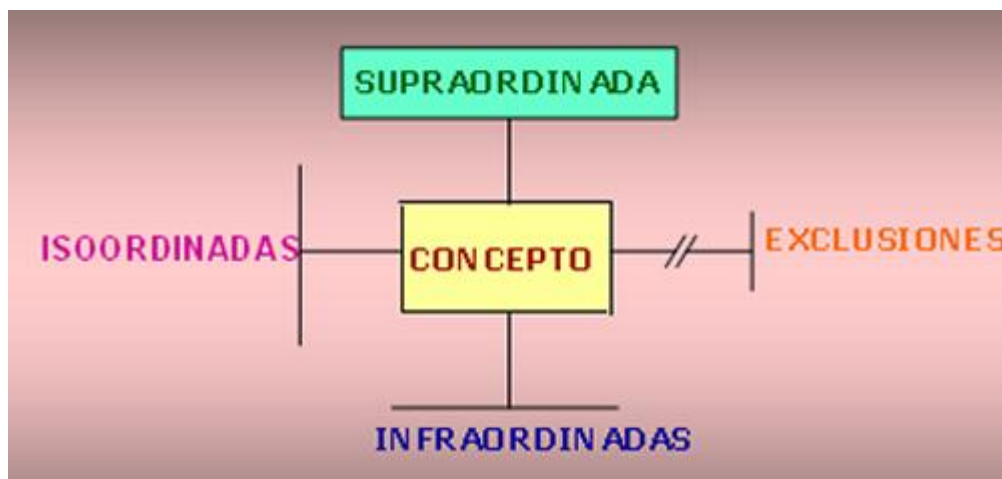 SUPRAORDINADA
ISOORDINADAS
CONCEPTO
EXCLUSIONES
INFRAORDINADAS